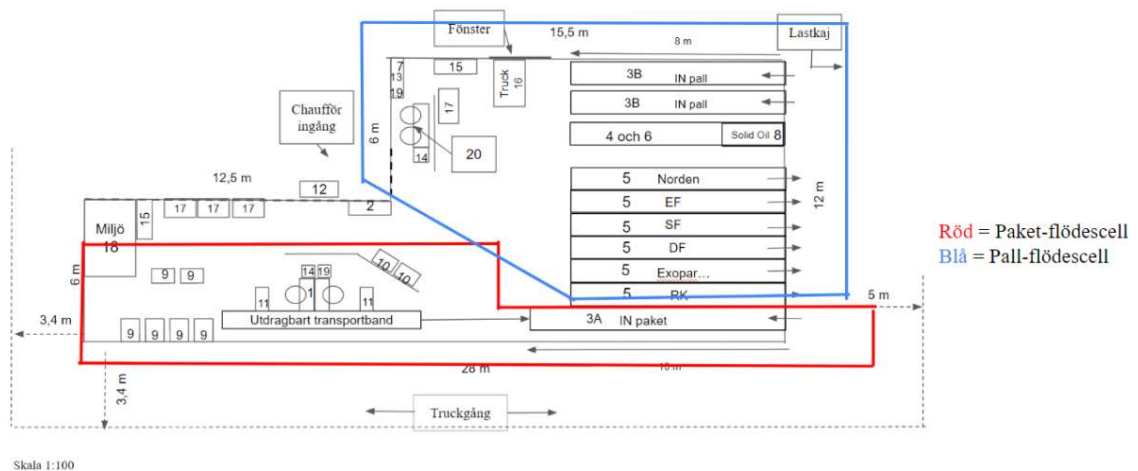 Fönster
15,5 m
8 m
Lastkaj
7
13
19
15
Truck
16
3B IN pall
3B IN pall
Chaufför
ingång
6 m
17
14
20
4 och 6
Solid Oil 8
12,5 m
12
2
5 Norden
5 EF
5 SF
5 DF
5 Exopar...
5 RK
12 m
Röd = Paket-flödescell
Blå = Pall-flödescell
Miljö
18
15
17
17
17
6 m
9
9
14
19
10
10
11
1
11
5 m
Utdragbart transportband
3A IN paket
3,4 m
9
9
9
9
28 m
10 m
3,4 m
Truckgång
Skala 1:100